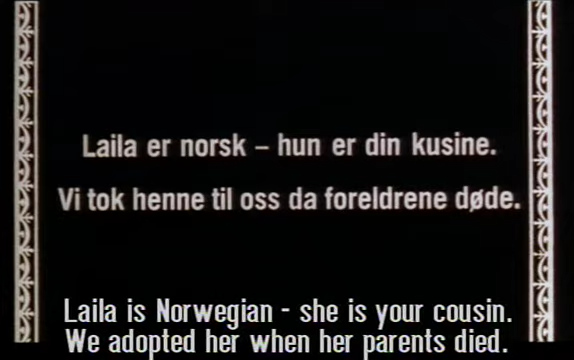 Laila er norsk – hun er din kusine.
Vi tok henne til oss da foreldrene døde.
Laila is Norwegian - she is your cousin.
We adopted her when her parents died.